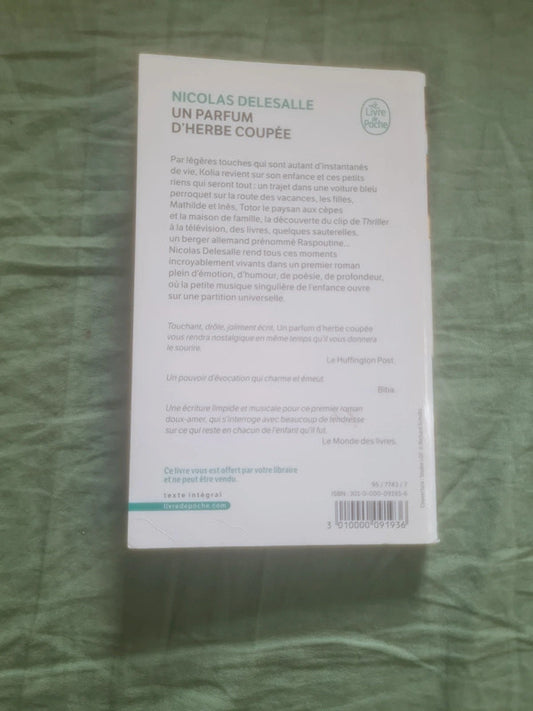 NICOLAS DELESALLE
UN PARFUM
D'HERBE COUPÉE
Le
Livre
de
Poche
Par légères touches qui sont autant d'instantanés
de vie, Kolia revient sur son enfance et ces petits
riens qui seront tout : un trajet dans une voiture bleu
perroquet sur la route des vacances, les filles,
Mathilde et Inès, Totor le paysan aux cèpes
et la maison de famille, la découverte du clip de Thriller
à la télévision, des livres, quelques sauterelles,
un berger allemand prénommé Raspoutine...
Nicolas Delesalle rend tous ces moments
incroyablement vivants dans un premier roman
plein d'émotion, d'humour, de poésie, de profondeur,
où la petite musique singulière de l'enfance ouvre
sur une partition universelle.
Touchant, drôle, joliment écrit, Un parfum d'herbe coupée
vous rendra nostalgique en même temps qu'il vous donnera
le sourire.
Le Huffington Post.
Un pouvoir d'évocation qui charme et émeut.
Biba.
Une écriture limpide et musicale pour ce premier roman
doux-amer, qui s'interroge avec beaucoup de tendresse
sur ce qui reste en chacun de l'enfant qu'il fut.
Le Monde des livres.
Ce livre vous est offert par votre libraire
et ne peut être vendu.
texte intégral
livredepoche.com
95 / 7743 / 7
ISBN : 301-0-000-09193-6
3 010000 091936